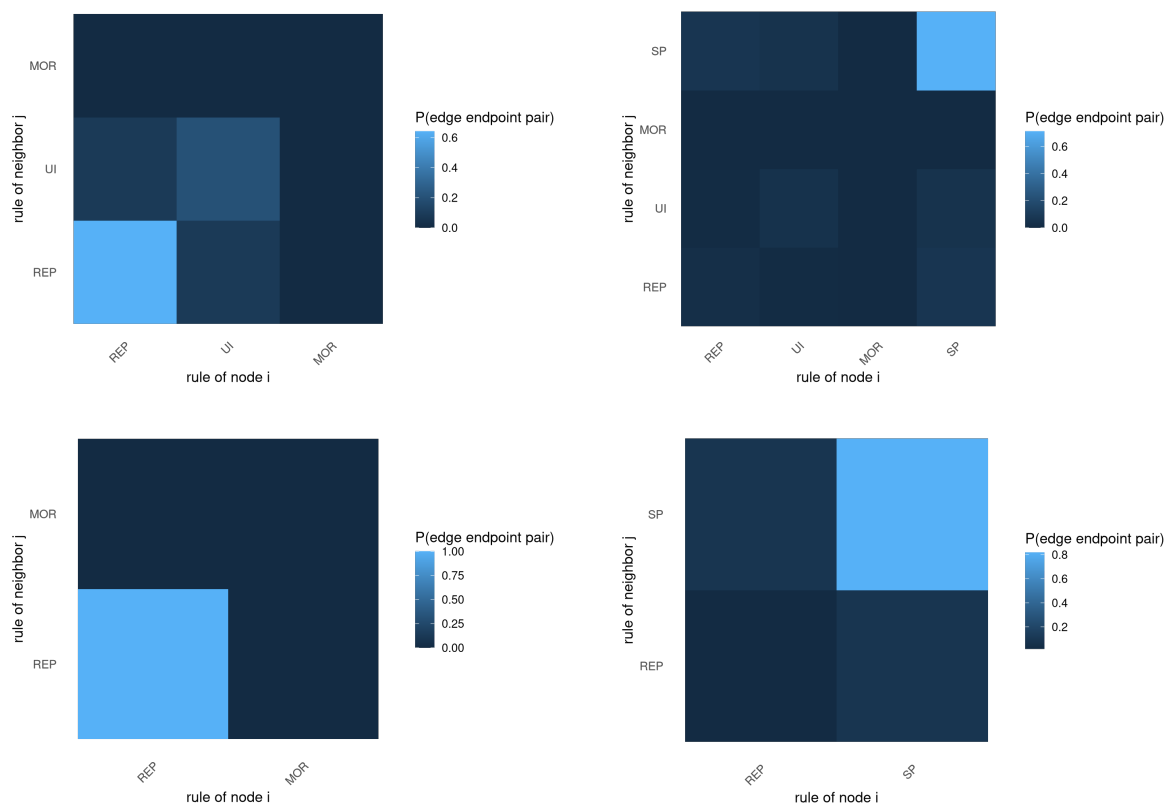 MOR
UI
REP
rule of neighbor j
REP
UI
MOR
rule of node i
P(edge endpoint pair)
0.6
0.4
0.2
0.0
SP
MOR
UI
REP
rule of neighbor j
REP
UI
MOR
SP
rule of node i
P(edge endpoint pair)
0.6
0.4
0.2
0.0
MOR
REP
rule of neighbor j
REP
MOR
rule of node i
P(edge endpoint pair)
1.00
0.75
0.50
0.25
0.00
SP
REP
rule of neighbor j
REP
SP
rule of node i
P(edge endpoint pair)
0.8
0.6
0.4
0.2